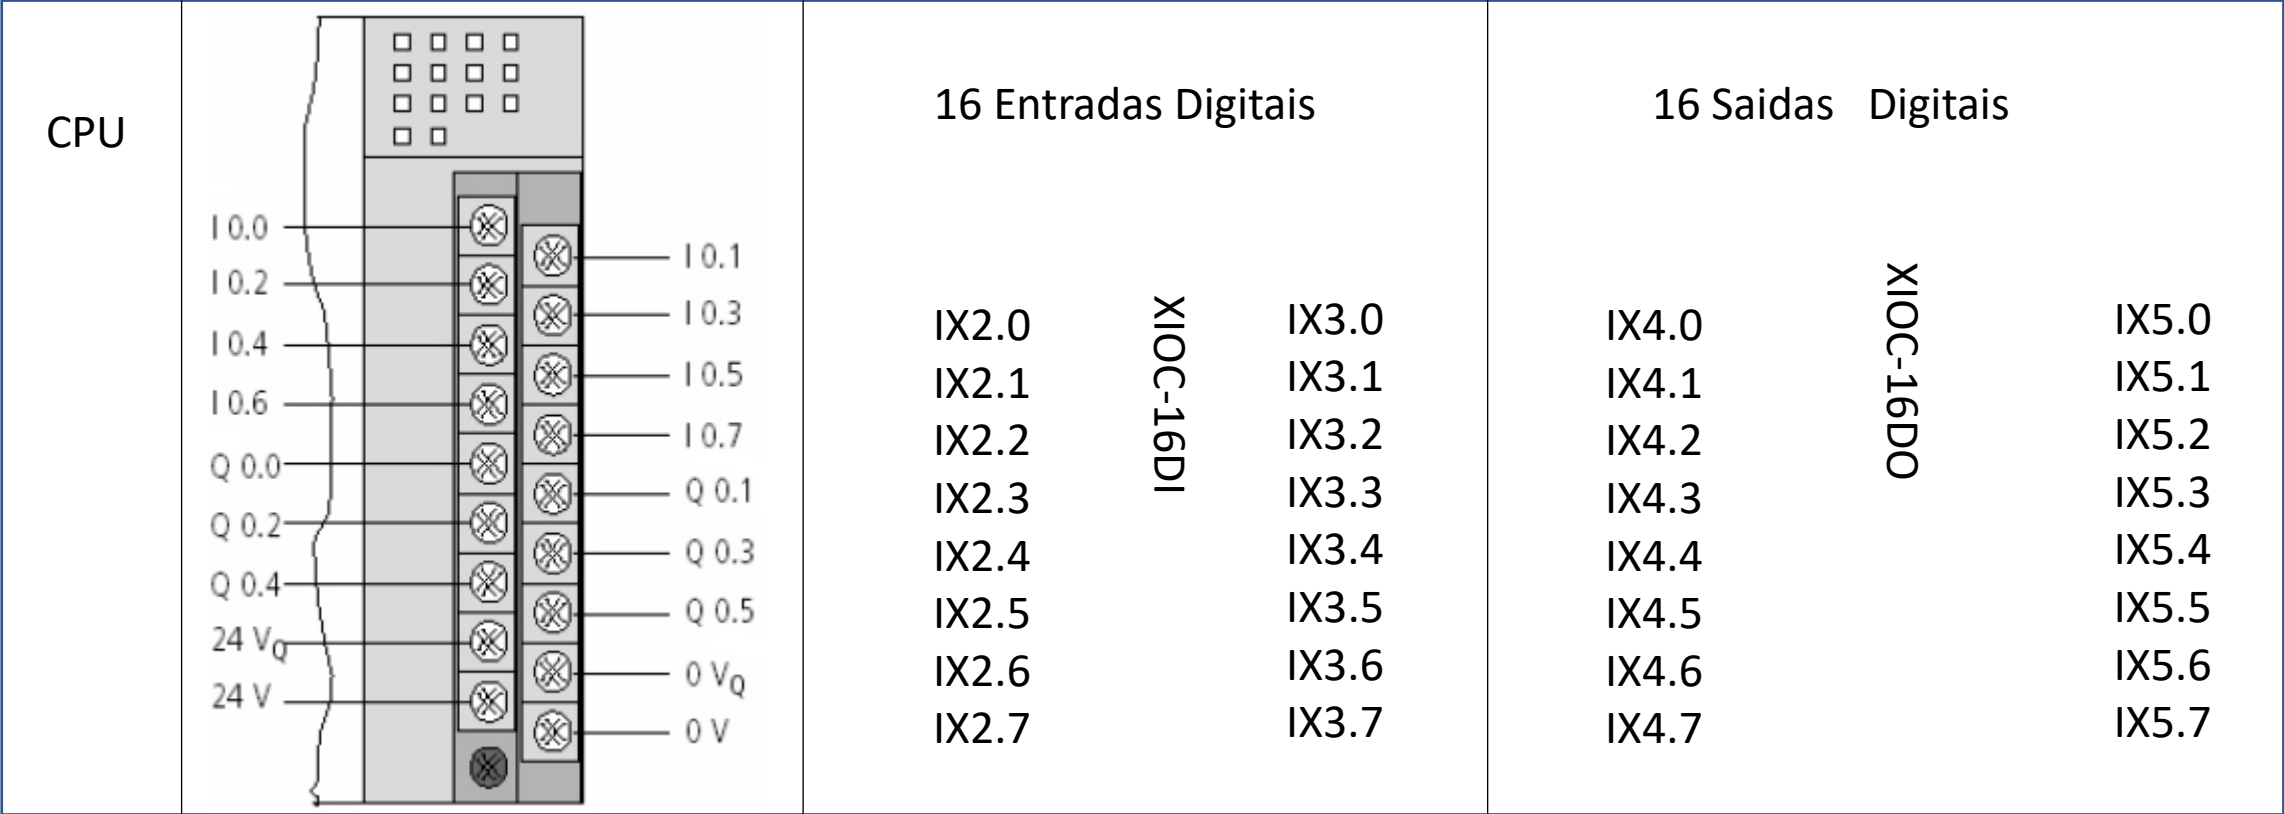 CPU
I 0.0
I 0.2
I 0.4
I 0.6
Q 0.0
Q 0.2
Q 0.4
24 VQ
24 V
I 0.1
I 0.3
I 0.5
I 0.7
Q 0.1
Q 0.3
Q 0.5
0 VQ
0 V
16 Entradas Digitais
IX2.0
IX2.1
IX2.2
IX2.3
IX2.4
IX2.5
IX2.6
IX2.7
XIOC-16DI
IX3.0
IX3.1
IX3.2
IX3.3
IX3.4
IX3.5
IX3.6
IX3.7
16 Saidas Digitais
IX4.0
IX4.1
IX4.2
IX4.3
IX4.4
IX4.5
IX4.6
IX4.7
XIOC-16DO
IX5.0
IX5.1
IX5.2
IX5.3
IX5.4
IX5.5
IX5.6
IX5.7